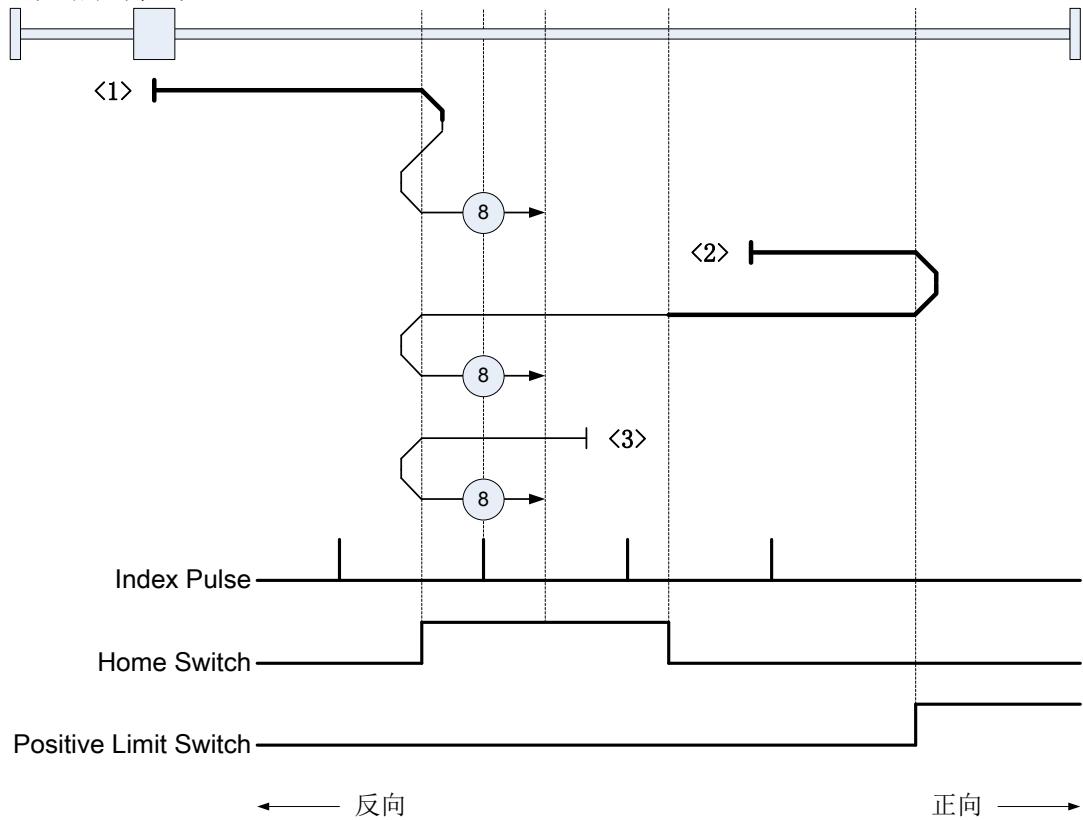 <1>
8
<2>
8
<3>
8
Index Pulse
Home Switch
Positive Limit Switch
反向
正向